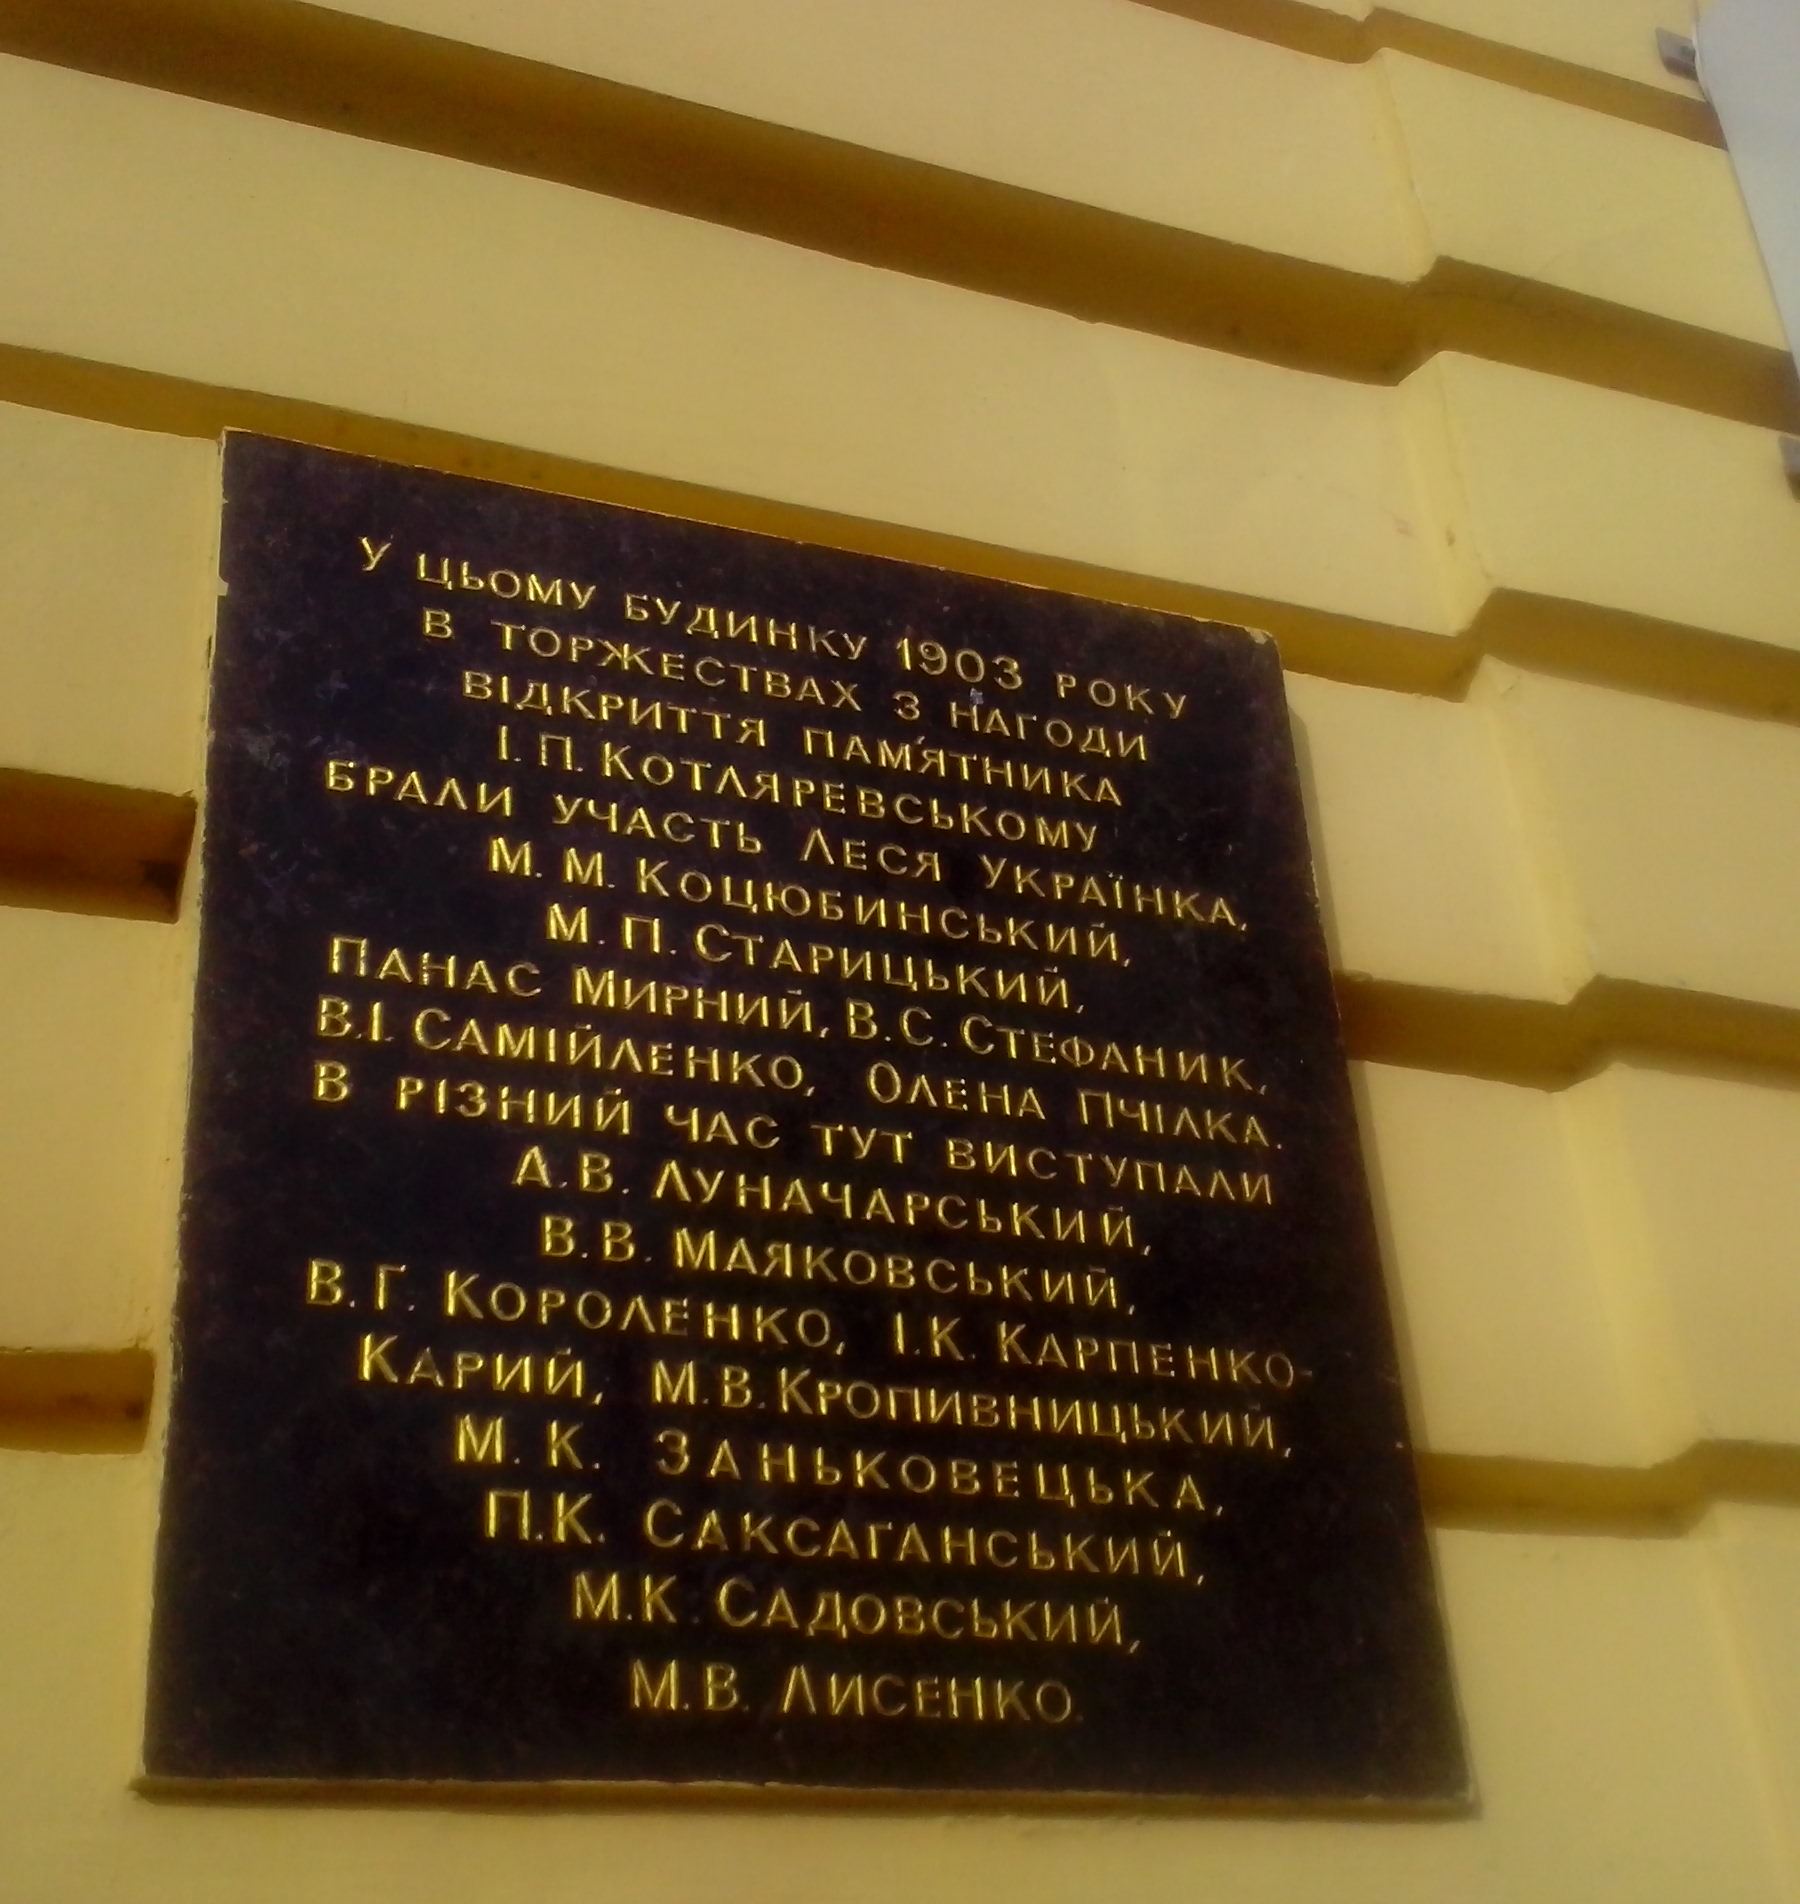 У ЦЬОМУ БУДИНКУ 1903 РОКУ
В ТОРЖЕСТВАХ З НАГОДИ
ВІДКРИТТЯ ПАМ'ЯТНИКА
І. П. КОТЛЯРЕВСЬКОМУ
БРАЛИ УЧАСТЬ ЛЕСЯ УКРАЇНКА,
М. М. КОЦЮБИНСЬКИЙ,
М. П. СТАРИЦЬКИЙ,
ПАНАС МИРНИЙ, В. С. СТЕФАНИК,
В. І. САМІЙЛЕНКО, ОЛЕНА ПЧІЛКА.
В РІЗНИЙ ЧАС ТУТ ВИСТУПАЛИ
А. В. ЛУНАЧАРСЬКИЙ,
В. В. МАЯКОВСЬКИЙ,
В. Г. КОРОЛЕНКО, І. К. КАРПЕНКО-
КАРИЙ, М. В. КРОПИВНИЦЬКИЙ,
М. К. ЗАНЬКОВЕЦЬКА,
П. К. САКСАГАНСЬКИЙ,
М. К. САДОВСЬКИЙ,
М. В. ЛИСЕНКО.